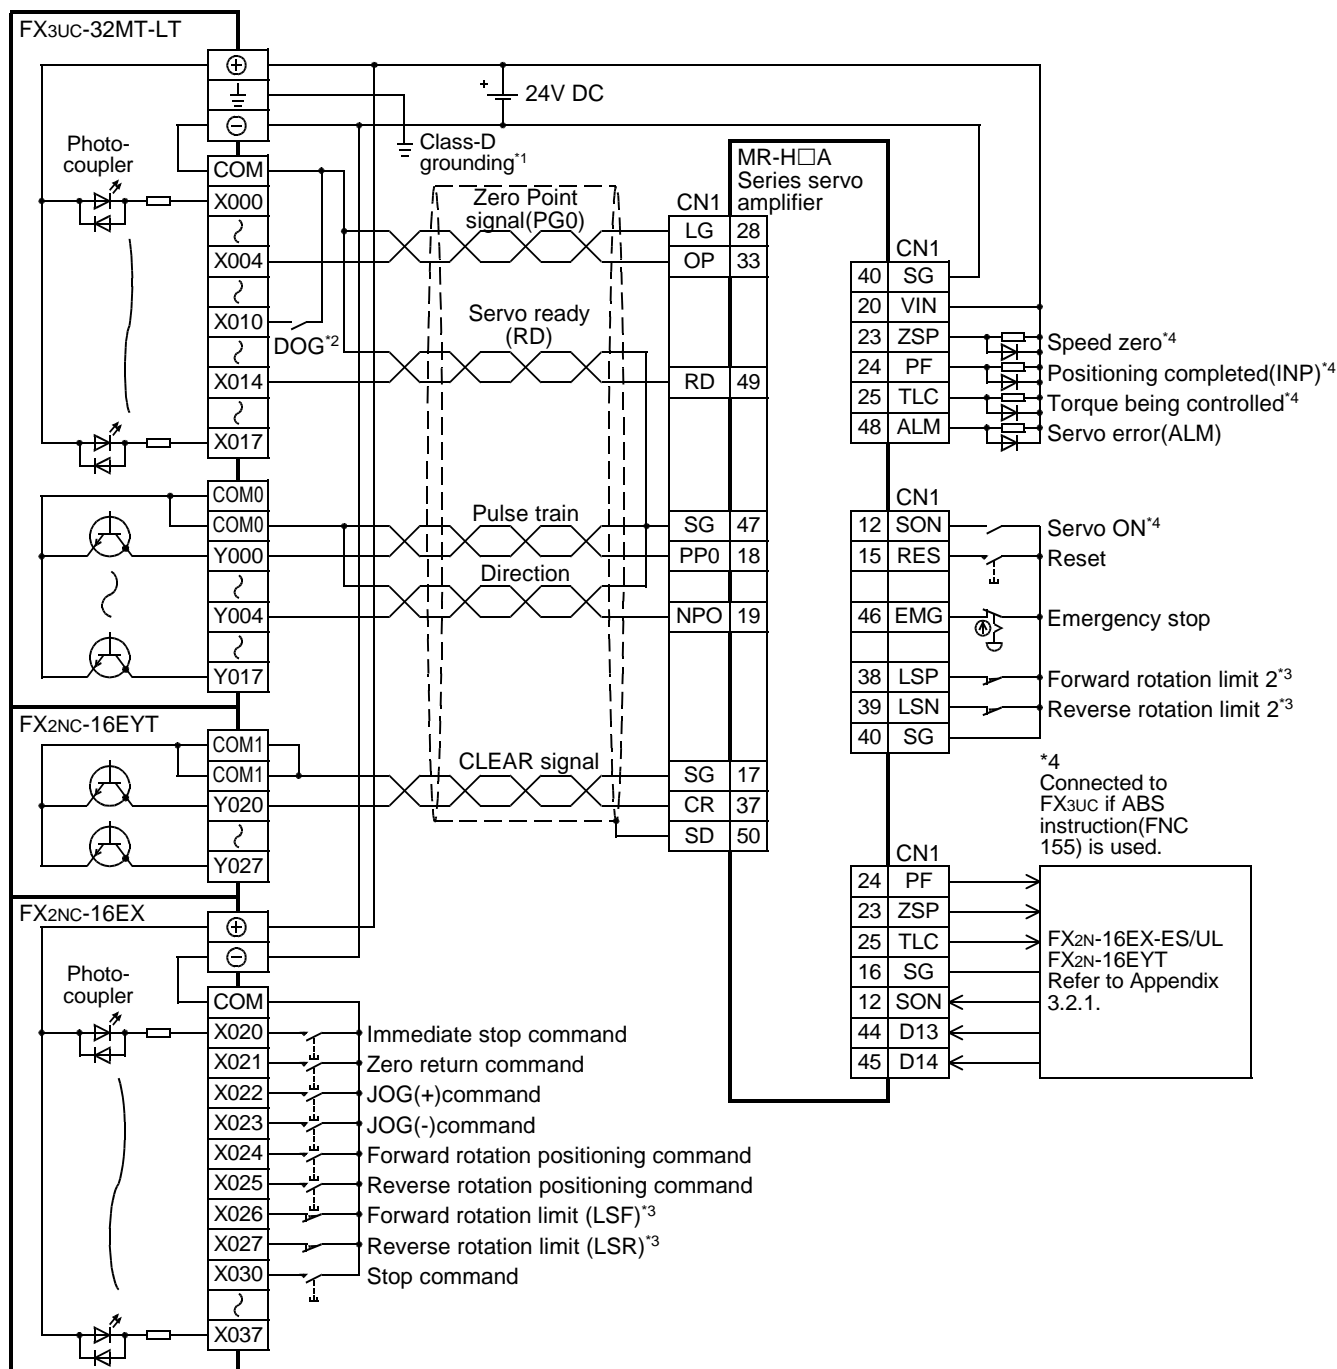 FX3UC-32MT-LT
+
24V DC
Class-D
grounding*1
Photo-
coupler
COM
X000
X004
X010
X014
X017
DOG*2
Zero Point
signal(PG0)
Servo ready
(RD)
COM0
COM0
Y000
Y004
Y017
Pulse train
Direction
FX2NC-16EYT
COM1
COM1
Y020
Y027
CLEAR signal
MR-H□A
Series servo
amplifier
CN1
LG 28
OP 33
RD 49
SG 47
PP0 18
NPO 19
SG 17
CR 37
SD 50
CN1
40 SG
20 VIN
23 ZSP
24 PF
25 TLC
48 ALM
Speed zero*4
Positioning completed(INP)*4
Torque being controlled*4
Servo error(ALM)
CN1
12 SON
15 RES
46 EMG
38 LSP
39 LSN
40 SG
Servo ON*4
Reset
Emergency stop
Forward rotation limit 2*3
Reverse rotation limit 2*3
*4
Connected to
FX3UC if ABS
instruction(FNC
155) is used.
CN1
24 PF
23 ZSP
25 TLC
16 SG
12 SON
44 D13
45 D14
FX2N-16EX-ES/UL
FX2N-16EYT
Refer to Appendix
3.2.1.
FX2NC-16EX
Photo-
coupler
COM
X020 Immediate stop command
X021 Zero return command
X022 JOG(+)command
X023 JOG(-)command
X024 Forward rotation positioning command
X025 Reverse rotation positioning command
X026 Forward rotation limit (LSF)*3
X027 Reverse rotation limit (LSR)*3
X030 Stop command
X037